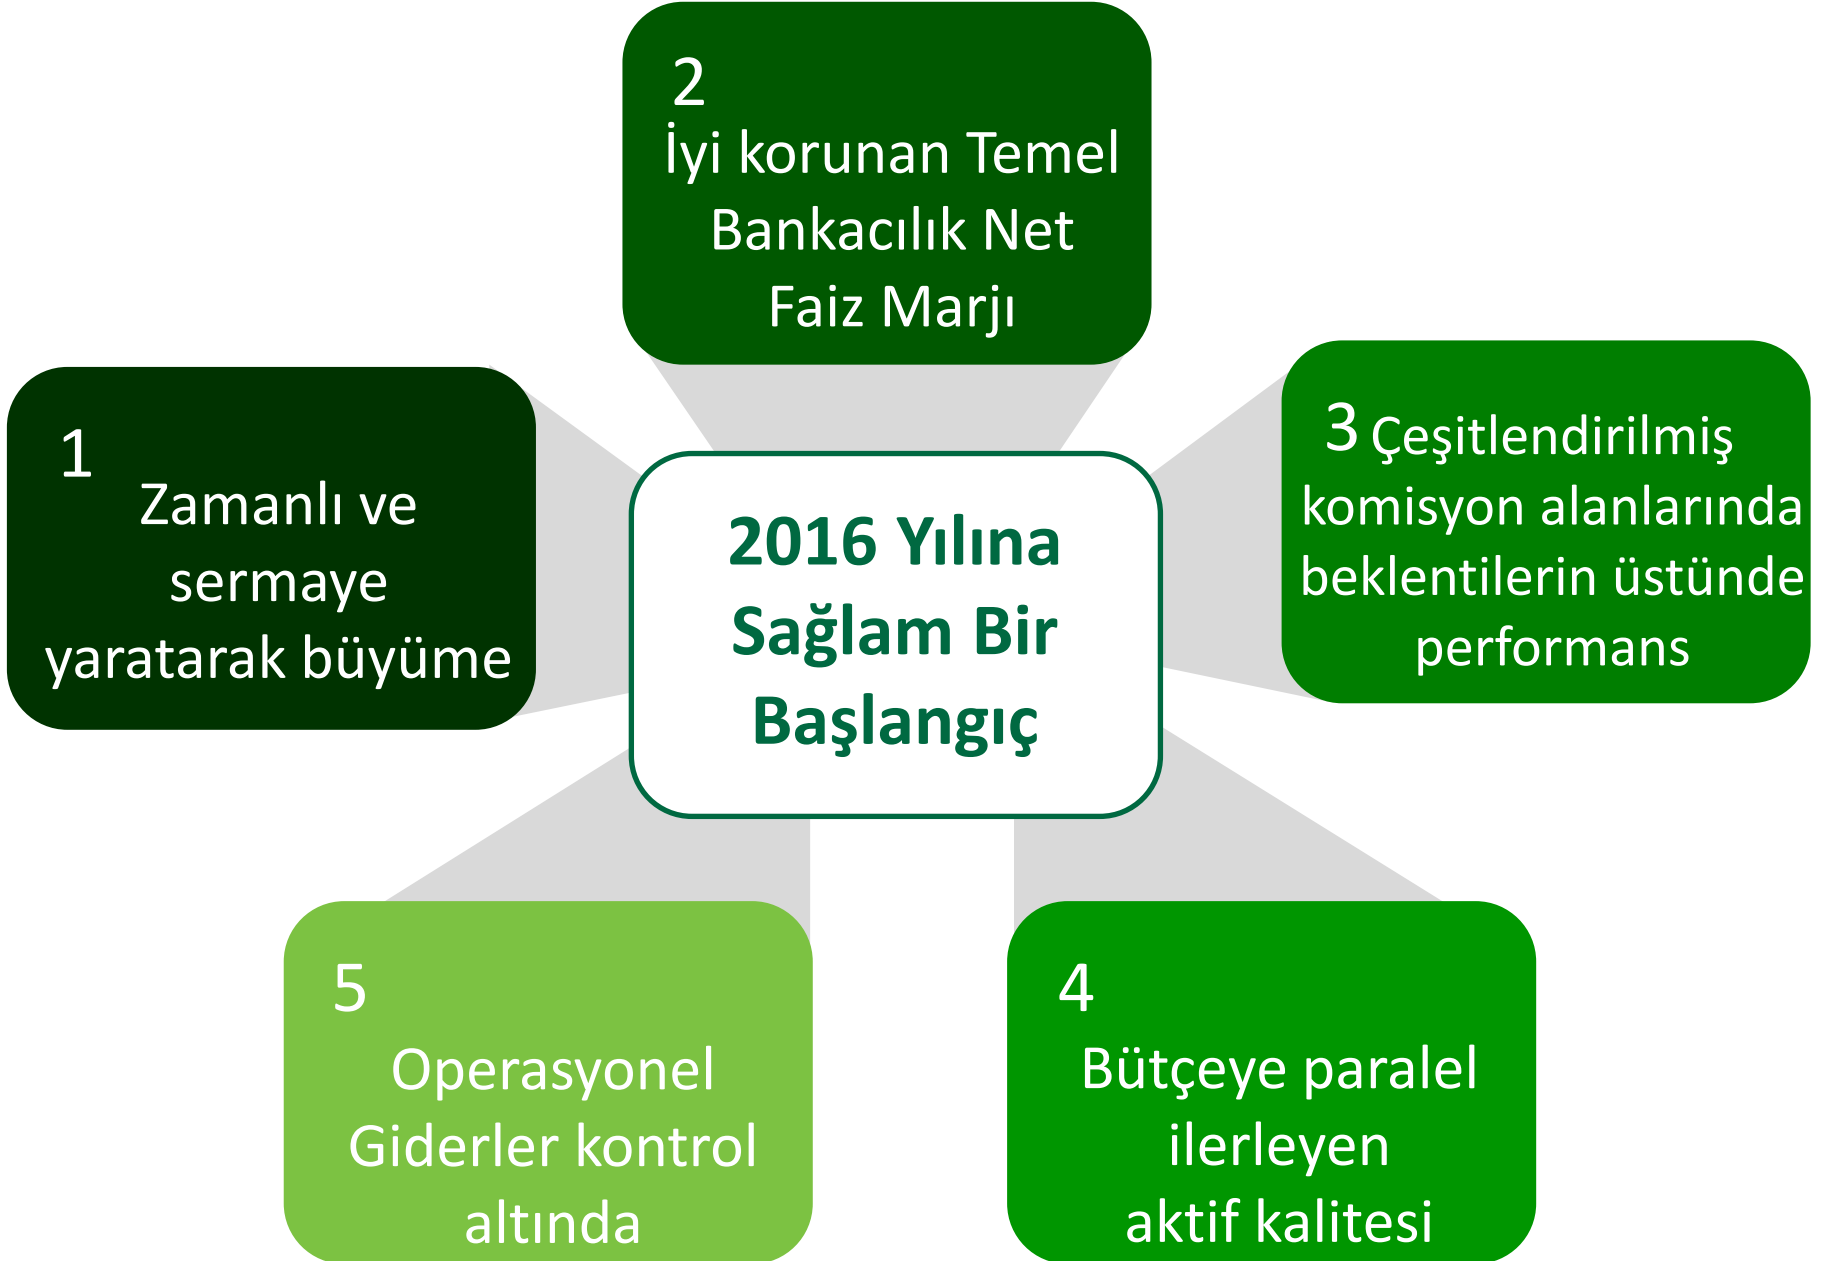 1
Zamanlı ve
sermaye
yaratarak büyüme
2
İyi korunan Temel
Bankacılık Net
Faiz Marjı
3 Çeşitlendirilmiş
komisyon alanlarında
beklentilerin üstünde
performans
2016 Yılına
Sağlam Bir
Başlangıç
4
Bütçeye paralel
ilerleyen
aktif kalitesi
5
Operasyonel
Giderler kontrol
altında